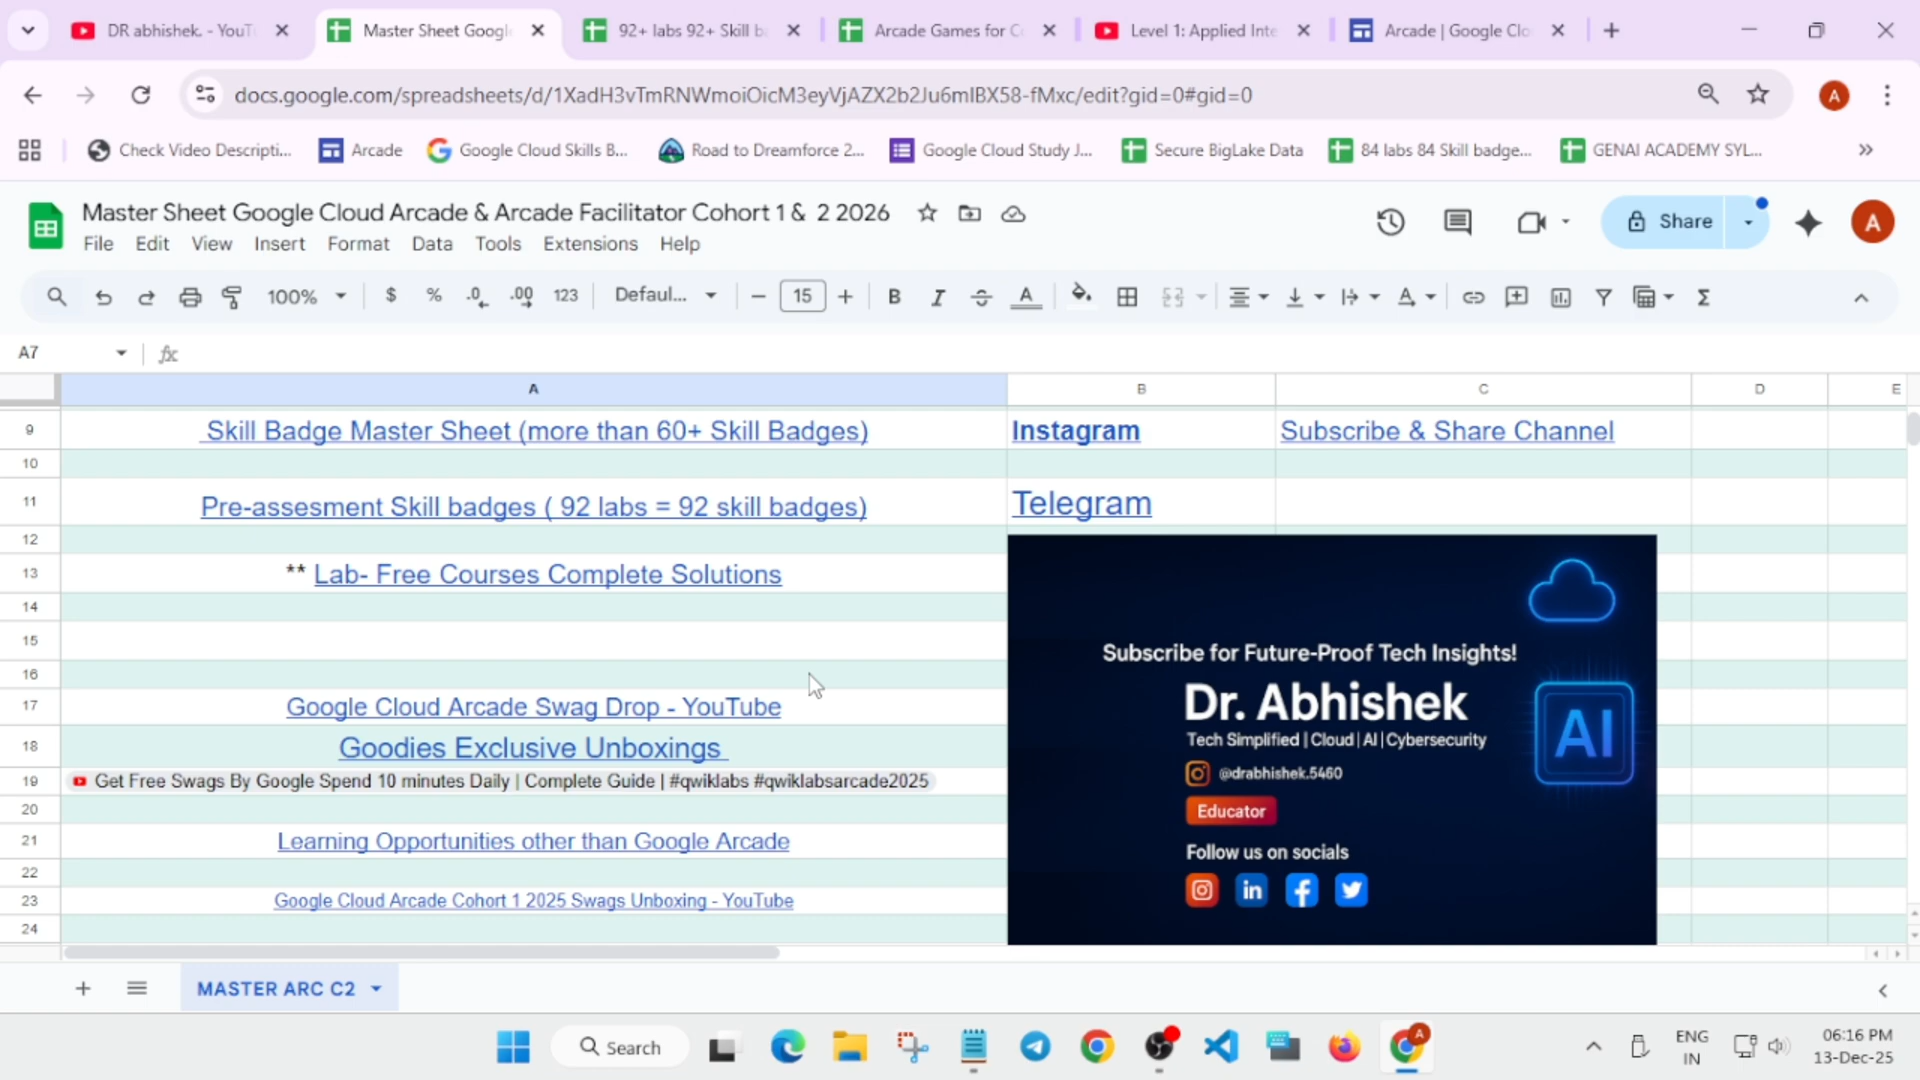 DR abhishek. - YouT
Master Sheet Googl
92+ labs 92+ Skill b
Arcade Games for C
Level 1: Applied Inte
Arcade | Google Clo
docs.google.com/spreadsheets/d/1XadH3vTmRNWmoiOicM3eyVjAZX2b2Ju6mlBX58-fMxc/edit?gid=0#gid=0
A
Check Video Descripti...
Arcade
Google Cloud Skills B...
Road to Dreamforce 2...
Google Cloud Study J...
Secure BigLake Data
84 labs 84 Skill badge...
GENAI ACADEMY SYL...
Master Sheet Google Cloud Arcade & Arcade Facilitator Cohort 1 & 2 2026
File Edit View Insert Format Data Tools Extensions Help
Share
A
100% $ % .0 .00 123 Defaul... 15 B I A
A7
A B C D E
9 Skill Badge Master Sheet (more than 60+ Skill Badges) Instagram Subscribe & Share Channel
10
11 Pre-assesment Skill badges ( 92 labs = 92 skill badges) Telegram
12
13 ** Lab- Free Courses Complete Solutions
14
15
16
17 Google Cloud Arcade Swag Drop - YouTube
18 Goodies Exclusive Unboxings
19 Get Free Swags By Google Spend 10 minutes Daily | Complete Guide | #qwiklabs #qwiklabsarcade2025
20
21 Learning Opportunities other than Google Arcade
22
23 Google Cloud Arcade Cohort 1 2025 Swags Unboxing - YouTube
24
Subscribe for Future-Proof Tech Insights!
Dr. Abhishek
Tech Simplified | Cloud | AI | Cybersecurity
@drabhishek.5460
Educator
Follow us on socials
AI
MASTER ARC C2
Search
ENG
IN
06:16 PM
13-Dec-25